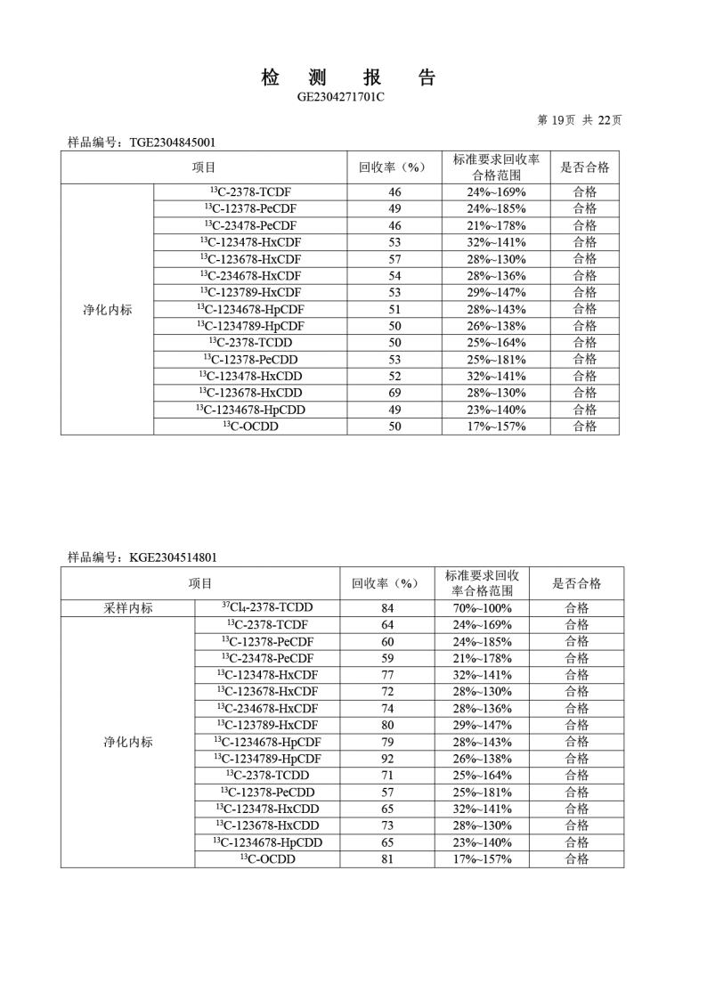 检 测 报 告
GE2304271701C
第 19页 共 22页
样品编号：TGE2304845001
项目 回收率（%） 标准要求回收率合格范围 是否合格
净化内标
¹³C-2378-TCDF 46 24%~169% 合格
¹³C-12378-PeCDF 49 24%~185% 合格
¹³C-23478-PeCDF 46 21%~178% 合格
¹³C-123478-HxCDF 53 32%~141% 合格
¹³C-123678-HxCDF 57 28%~130% 合格
¹³C-234678-HxCDF 54 28%~136% 合格
¹³C-123789-HxCDF 53 29%~147% 合格
¹³C-1234678-HpCDF 51 28%~143% 合格
¹³C-1234789-HpCDF 50 26%~138% 合格
¹³C-2378-TCDD 50 25%~164% 合格
¹³C-12378-PeCDD 53 25%~181% 合格
¹³C-123478-HxCDD 52 32%~141% 合格
¹³C-123678-HxCDD 69 28%~130% 合格
¹³C-1234678-HpCDD 49 23%~140% 合格
¹³C-OCDD 50 17%~157% 合格
样品编号：KGE2304514801
项目 回收率（%） 标准要求回收率合格范围 是否合格
采样内标 ³⁷Cl₄-2378-TCDD 84 70%~100% 合格
净化内标
¹³C-2378-TCDF 64 24%~169% 合格
¹³C-12378-PeCDF 60 24%~185% 合格
¹³C-23478-PeCDF 59 21%~178% 合格
¹³C-123478-HxCDF 77 32%~141% 合格
¹³C-123678-HxCDF 72 28%~130% 合格
¹³C-234678-HxCDF 74 28%~136% 合格
¹³C-123789-HxCDF 80 29%~147% 合格
¹³C-1234678-HpCDF 79 28%~143% 合格
¹³C-1234789-HpCDF 92 26%~138% 合格
¹³C-2378-TCDD 71 25%~164% 合格
¹³C-12378-PeCDD 57 25%~181% 合格
¹³C-123478-HxCDD 65 32%~141% 合格
¹³C-123678-HxCDD 73 28%~130% 合格
¹³C-1234678-HpCDD 65 23%~140% 合格
¹³C-OCDD 81 17%~157% 合格